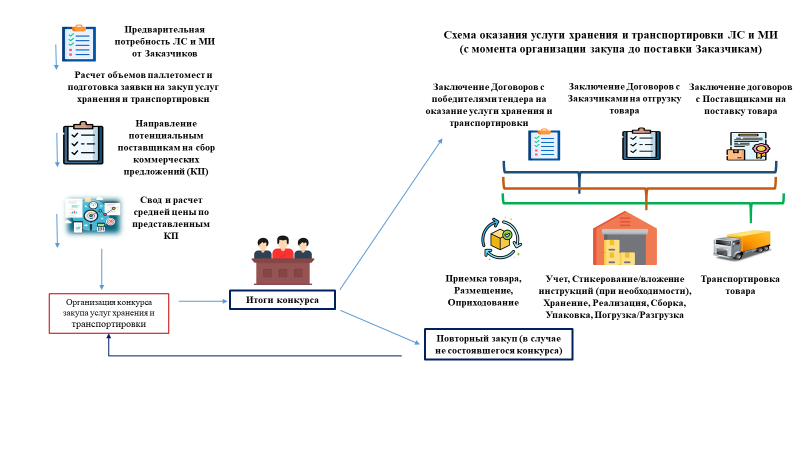 Схема оказания услуги хранения и транспортировки ЛС и МИ
(с момента организации закупа до поставки Заказчикам)
Предварительная
потребность ЛС и МИ
от Заказчиков
Расчет объемов паллетомест и
подготовка заявки на закуп услуг
хранения и транспортировки
Направление
потенциальным
поставщикам на сбор
коммерческих
предложений (КП)
Свод и расчет
средней цены по
представленным
КП
Организация конкурса
закупа услуг хранения и
транспортировки
Итоги конкурса
Заключение Договоров с
победителями тендера на
оказание услуги хранения и
транспортировки
Заключение Договоров с
Заказчиками на отгрузку
товара
Заключение договоров
с Поставщиками на
поставку товара
Приемка товара,
Размещение,
Оприходование
Учет, Стикерование/вложение
инструкций (при необходимости),
Хранение, Реализация, Сборка,
Упаковка, Погрузка/Разгрузка
Транспортировка
товара
Повторный закуп (в случае
не состоявшегося конкурса)